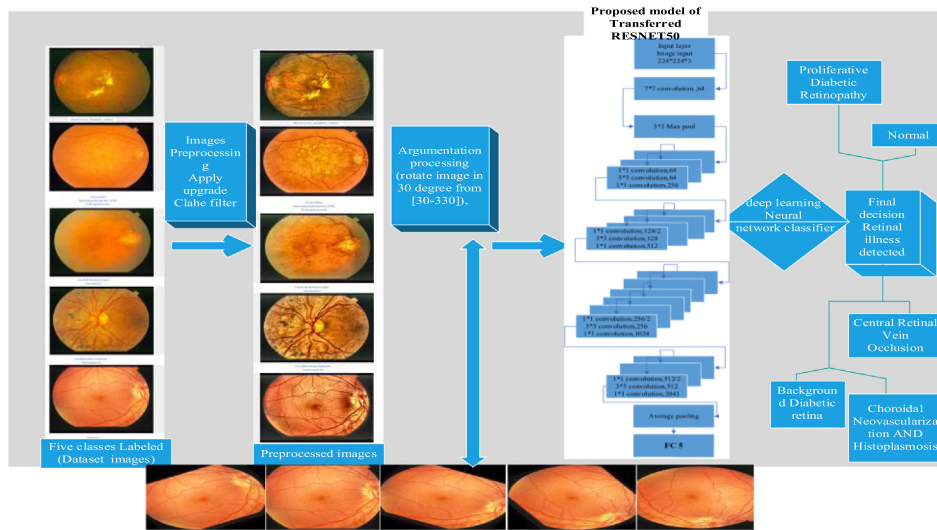 Proposed model of
Transferred
RESNET50
Images
Preprocessin
g
Apply
upgrade
Clahe filter
Argumentation
processing
(rotate image in
30 degree from
[30-330]),
Input layer
Image input
224*224*3
7*7 convolution ,64
3*3 Max pool
1*1 convolution,64
3*3 convolution,64
1*1 convolution,256
1*1 convolution,128/2
3*3 convolution,128
1*1 convolution,512
1*1 convolution,256/2
3*3 convolution,256
1*1 convolution,1024
1*1 convolution,512/2
3*3 convolution,512
1*1 convolution,2043
Average pooling
FC 5
deep learning
Neural
network classifier
Proliferative
Diabetic
Retinopathy
Normal
Final
decision
Retinal
illness
detected
Central Retinal
Vein
Occlusion
Backgroun
d Diabetic
retina
Choroidal
Neovasculariza
tion AND
Histoplasmosi
Five classes Labeled
(Dataset images)
Preprocessed images